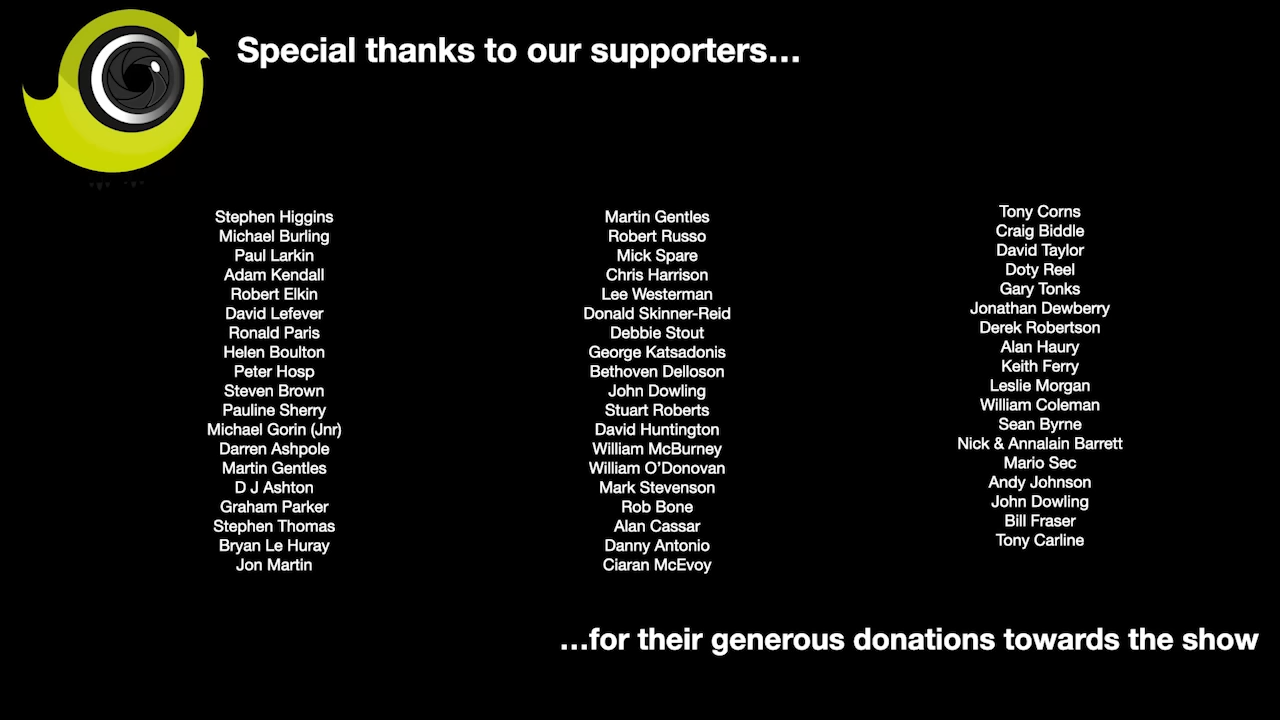 Special thanks to our supporters…
Stephen Higgins
Michael Burling
Paul Larkin
Adam Kendall
Robert Elkin
David Lefever
Ronald Paris
Helen Boulton
Peter Hosp
Steven Brown
Pauline Sherry
Michael Gorin (Jnr)
Darren Ashpole
Martin Gentles
D J Ashton
Graham Parker
Stephen Thomas
Bryan Le Huray
Jon Martin
Martin Gentles
Robert Russo
Mick Spare
Chris Harrison
Lee Westerman
Donald Skinner-Reid
Debbie Stout
George Katsadonis
Bethoven Delloson
John Dowling
Stuart Roberts
David Huntington
William McBurney
William O’Donovan
Mark Stevenson
Rob Bone
Alan Cassar
Danny Antonio
Ciaran McEvoy
Tony Corns
Craig Biddle
David Taylor
Doty Reel
Gary Tonks
Jonathan Dewberry
Derek Robertson
Alan Haury
Keith Ferry
Leslie Morgan
William Coleman
Sean Byrne
Nick & Annalain Barrett
Mario Sec
Andy Johnson
John Dowling
Bill Fraser
Tony Carline
…for their generous donations towards the show